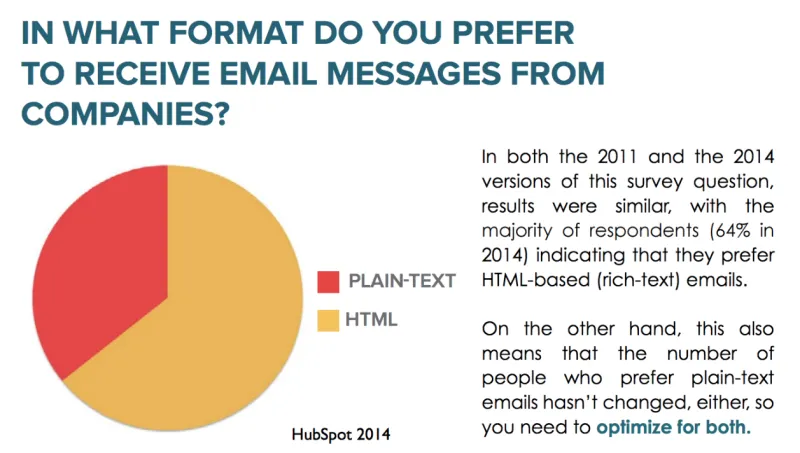 IN WHAT FORMAT DO YOU PREFER
TO RECEIVE EMAIL MESSAGES FROM
COMPANIES?
PLAIN-TEXT
HTML
HubSpot 2014
In both the 2011 and the 2014
versions of this survey question,
results were similar, with the
majority of respondents (64% in
2014) indicating that they prefer
HTML-based (rich-text) emails.
On the other hand, this also
means that the number of
people who prefer plain-text
emails hasn't changed, either, so
you need to optimize for both.